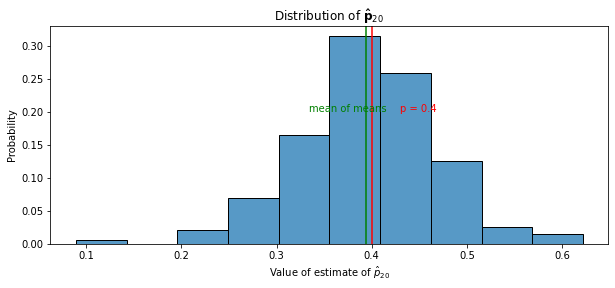 Distribution of p̂₂₀
0.30
0.25
0.20
0.15
0.10
0.05
0.00
Probability
mean of means
p = 0.4
0.1 0.2 0.3 0.4 0.5 0.6
Value of estimate of p̂₂₀